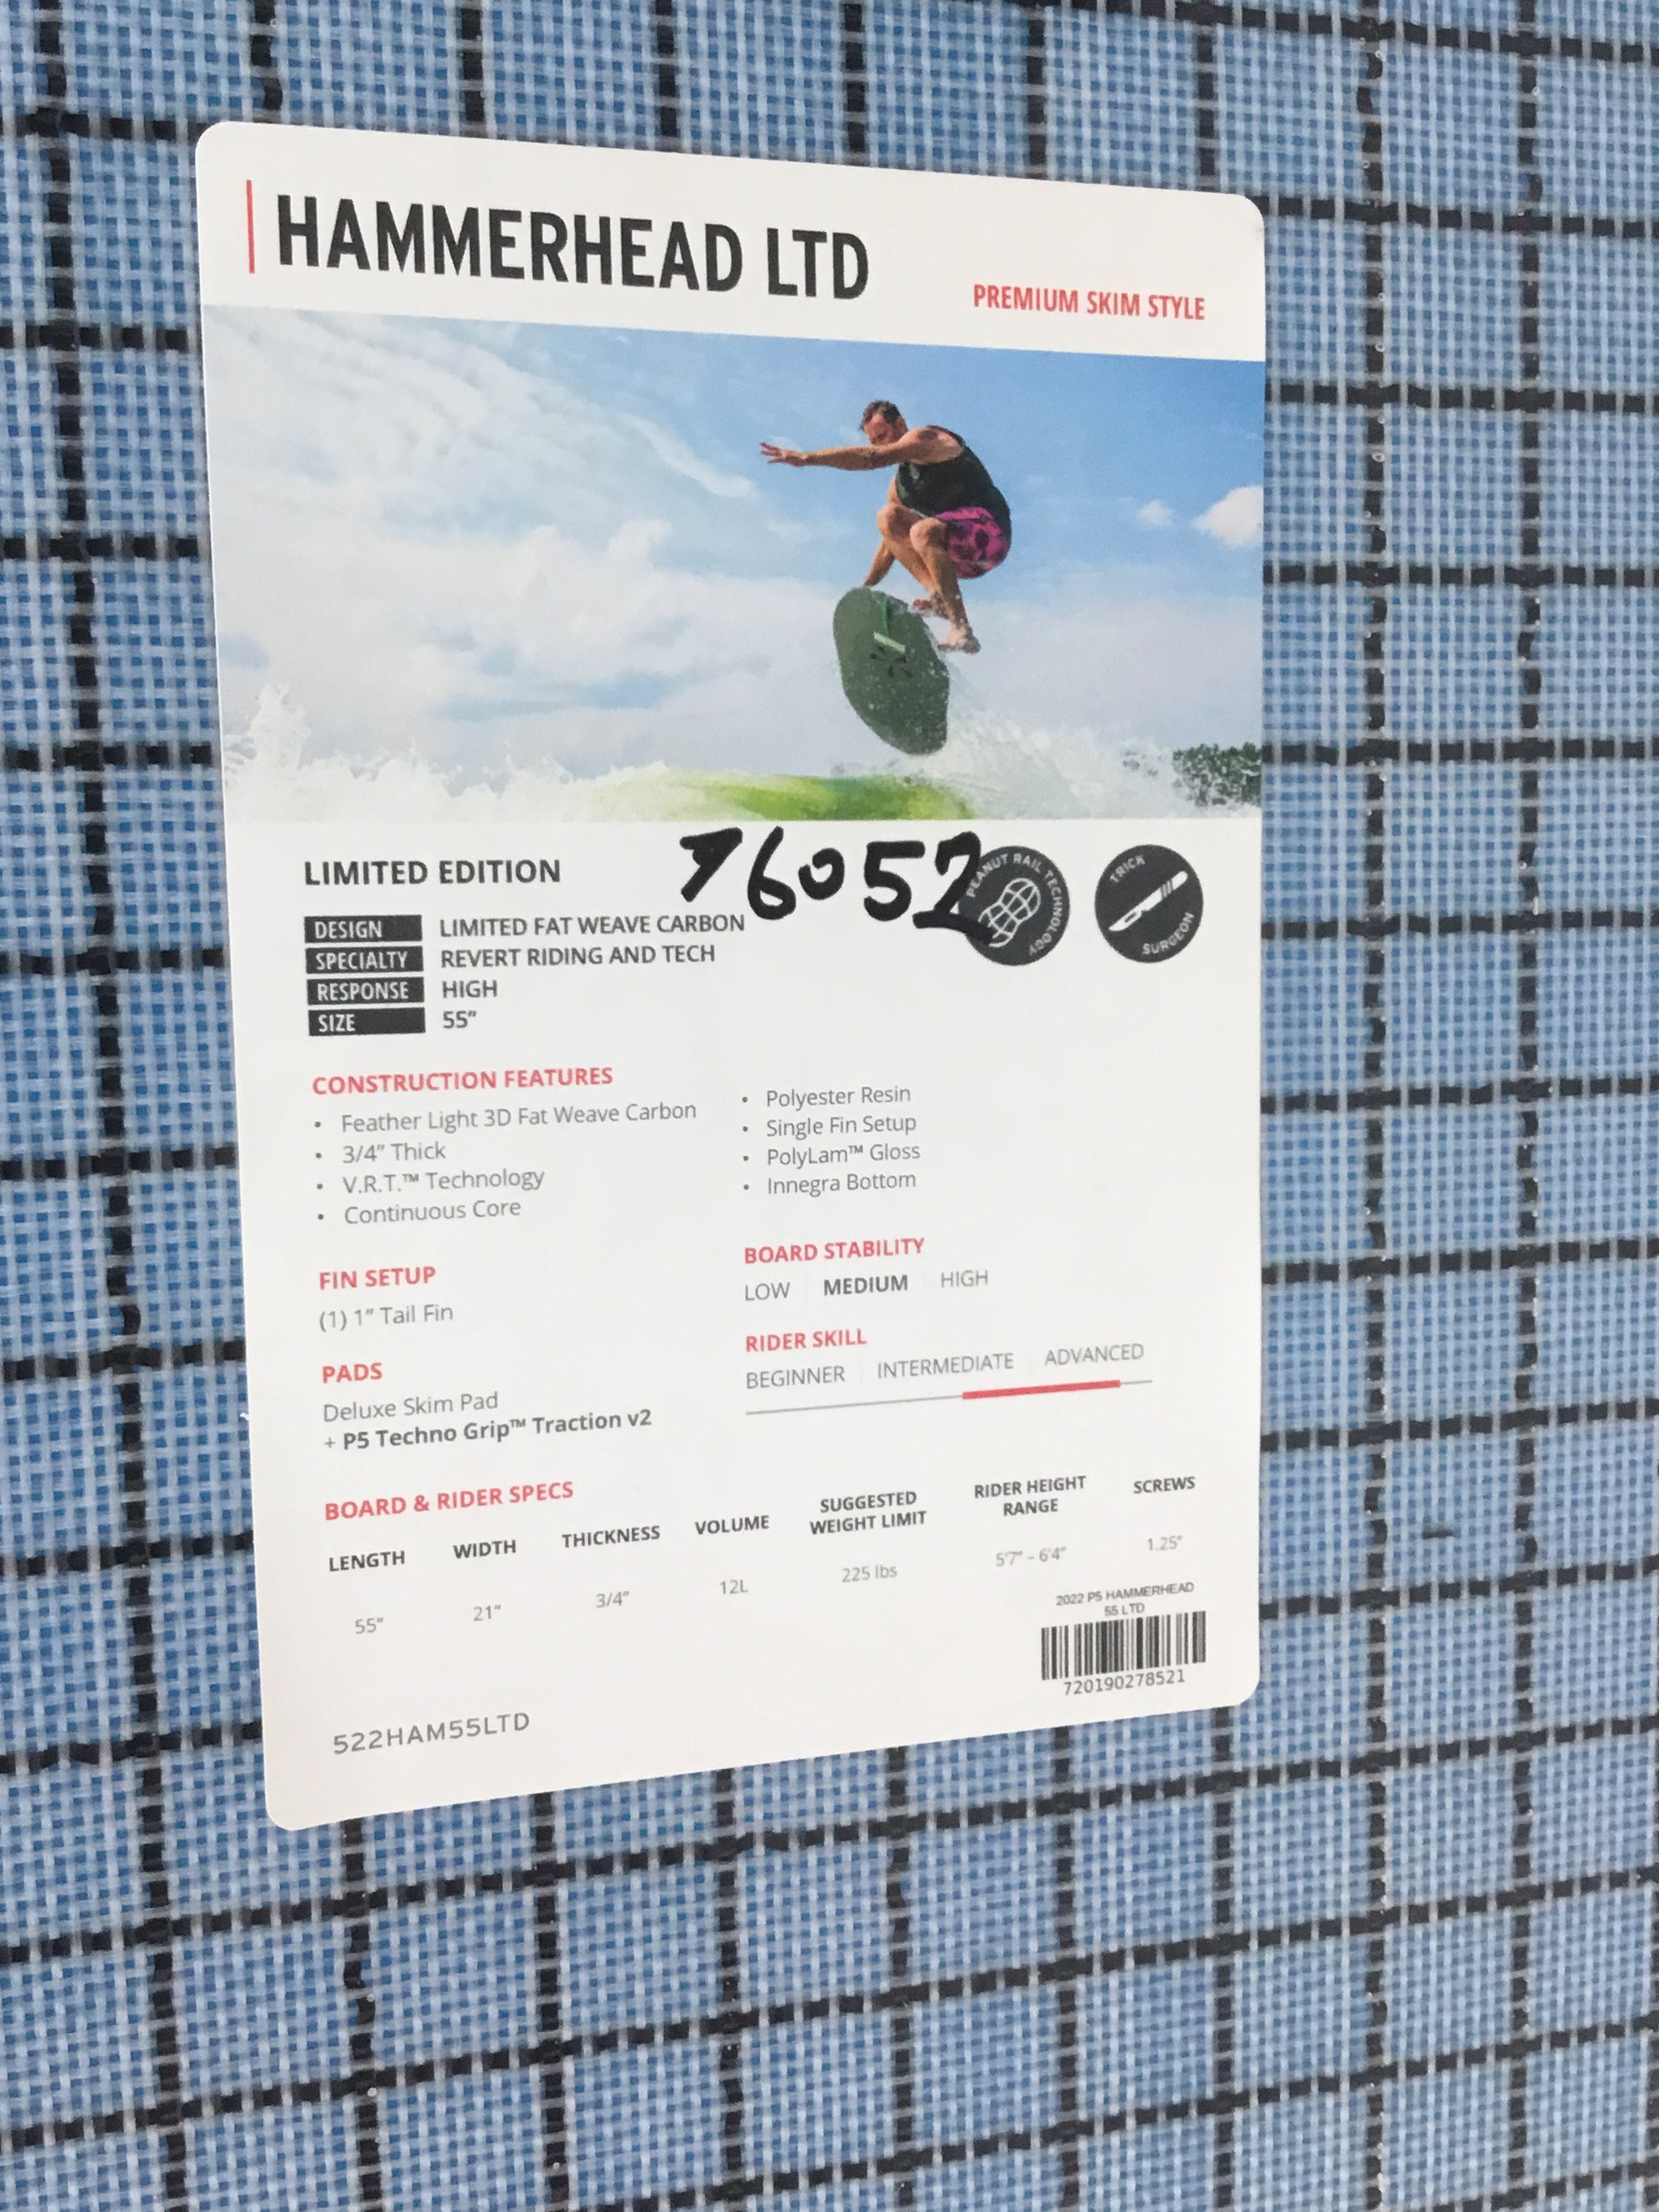 HAMMERHEAD LTD
PREMIUM SKIM STYLE
76052
PEANUT RAIL TECHNOLOGY
TRICK SURGEON
LIMITED EDITION
DESIGN LIMITED FAT WEAVE CARBON
SPECIALTY REVERT RIDING AND TECH
RESPONSE HIGH
SIZE 55"
CONSTRUCTION FEATURES
• Feather Light 3D Fat Weave Carbon
• 3/4" Thick
• V.R.T.™ Technology
• Continuous Core
• Polyester Resin
• Single Fin Setup
• PolyLam™ Gloss
• Innegra Bottom
FIN SETUP
(1) 1" Tail Fin
PADS
Deluxe Skim Pad
+ P5 Techno Grip™ Traction v2
BOARD STABILITY
LOW MEDIUM HIGH
RIDER SKILL
BEGINNER INTERMEDIATE ADVANCED
BOARD & RIDER SPECS
LENGTH WIDTH THICKNESS VOLUME SUGGESTED WEIGHT LIMIT RIDER HEIGHT RANGE SCREWS
55" 21" 3/4" 12L 225 lbs 5'7" – 6'4" 1.25"
2022 P5 HAMMERHEAD
55 LTD
720190278521
522HAM55LTD